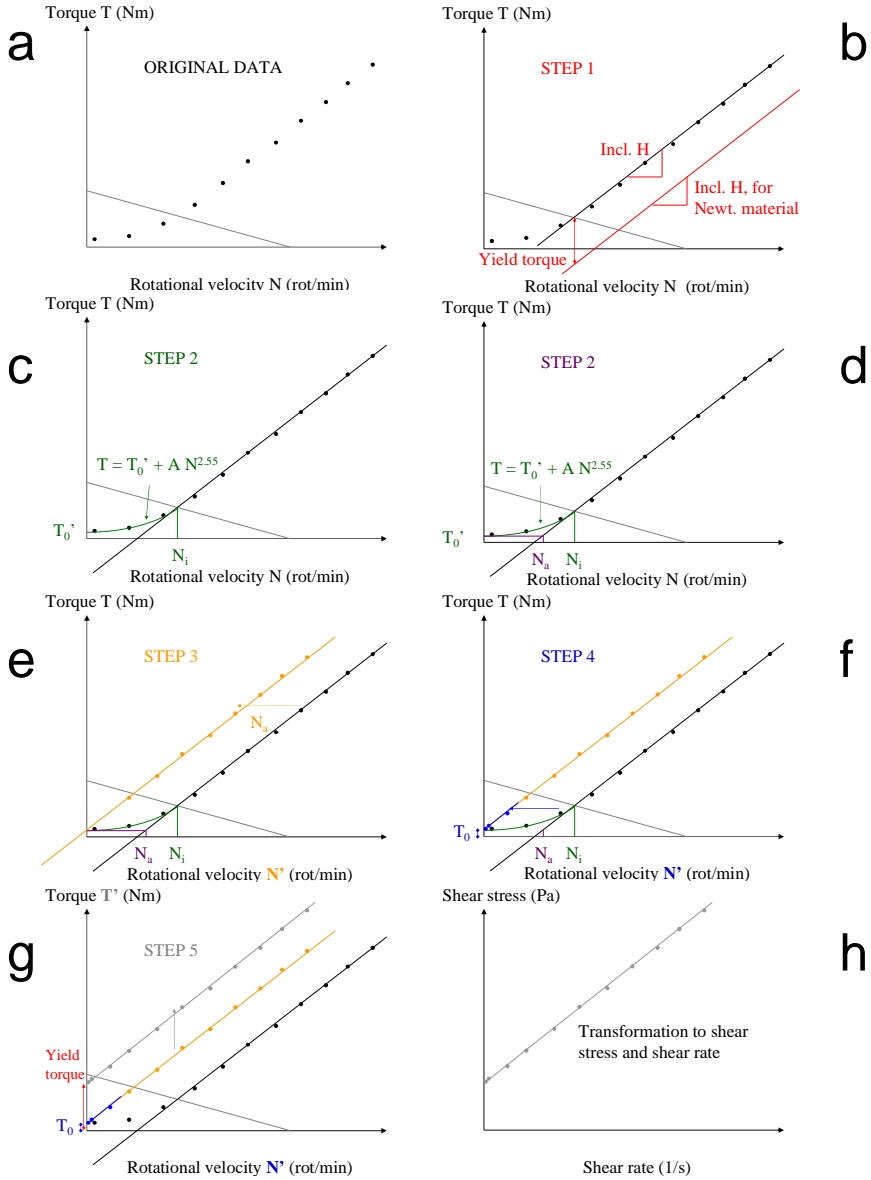 Torque T (Nm)
a
ORIGINAL DATA
Rotational velocity N (rot/min)
Torque T (Nm)
b
STEP 1
Incl. H
Incl. H, for
Newt. material
Yield torque
Rotational velocity N (rot/min)
Torque T (Nm)
c
STEP 2
T = T₀’ + A N²·⁵⁵
T₀’
Nᵢ
Rotational velocity N (rot/min)
Torque T (Nm)
d
STEP 2
T = T₀’ + A N²·⁵⁵
T₀’
Nₐ Nᵢ
Rotational velocity N (rot/min)
Torque T (Nm)
e
STEP 3
Nₐ
Nₐ Nᵢ
Rotational velocity N’ (rot/min)
Torque T (Nm)
f
STEP 4
T₀
Nₐ Nᵢ
Rotational velocity N’ (rot/min)
Torque T’ (Nm)
g
STEP 5
Yield
torque
T₀
Rotational velocity N’ (rot/min)
Shear stress (Pa)
h
Transformation to shear
stress and shear rate
Shear rate (1/s)